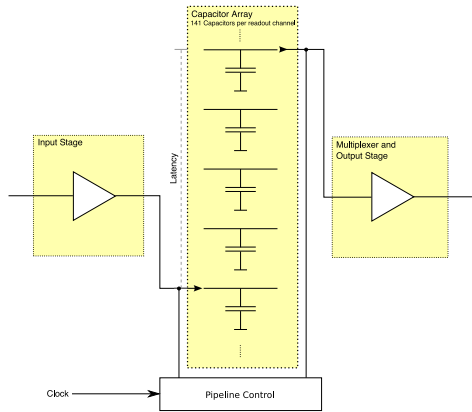 Capacitor Array
141 Capacitors per readout channel
Input Stage
Multiplexer and
Output Stage
Latency
Clock
Pipeline Control